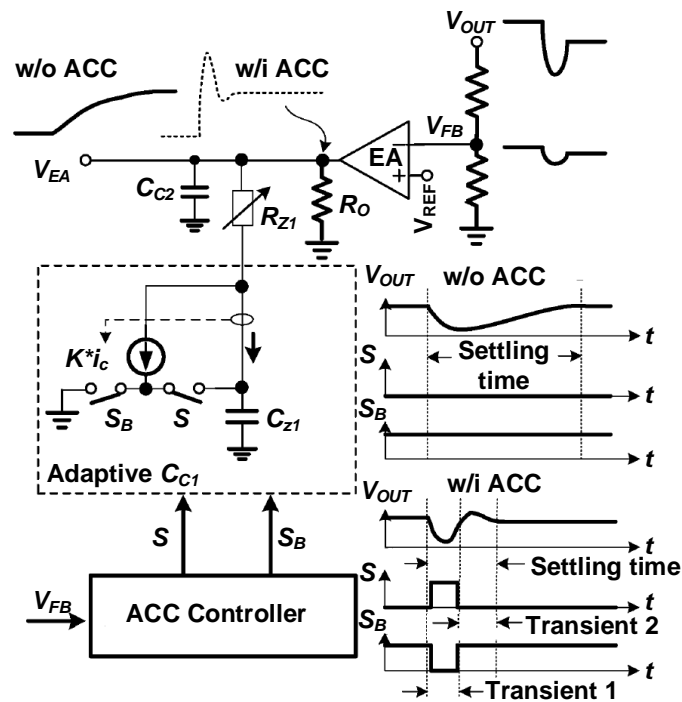 V_OUT
w/o ACC
w/i ACC
V_FB
EA
V_EA
C_C2
R_Z1
R_O
V_REF
+
−
V_OUT
w/o ACC
t
Settling time
S
t
S_B
t
K*i_c
S_B
S
C_z1
Adaptive C_C1
V_OUT
w/i ACC
t
Settling time
S
S_B
S
t
Transient 2
V_FB
ACC Controller
S_B
t
Transient 1